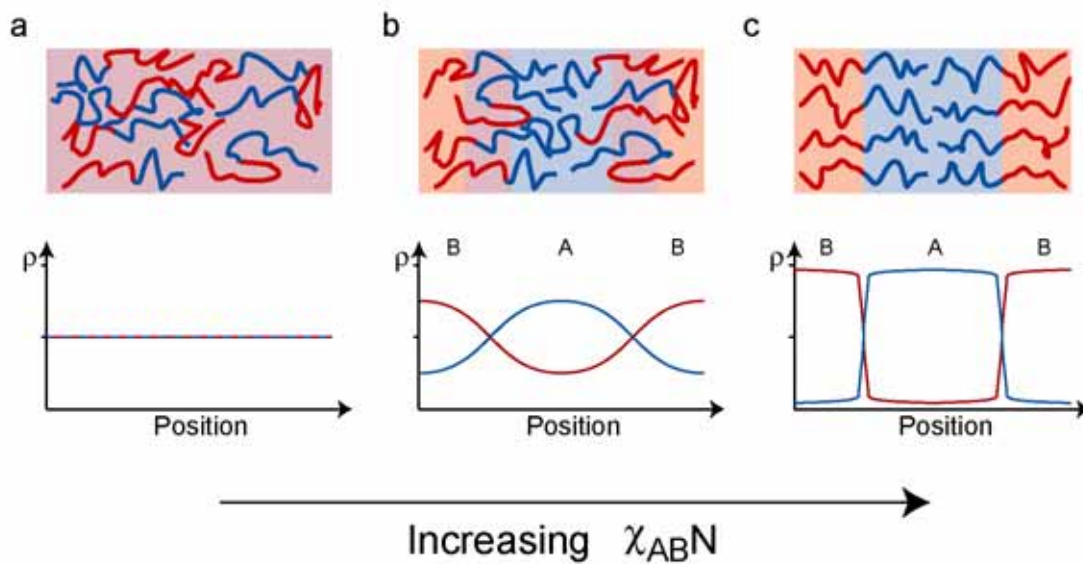 a b c
ρ ρ B A B ρ B A B
Position Position Position
Increasing χABN